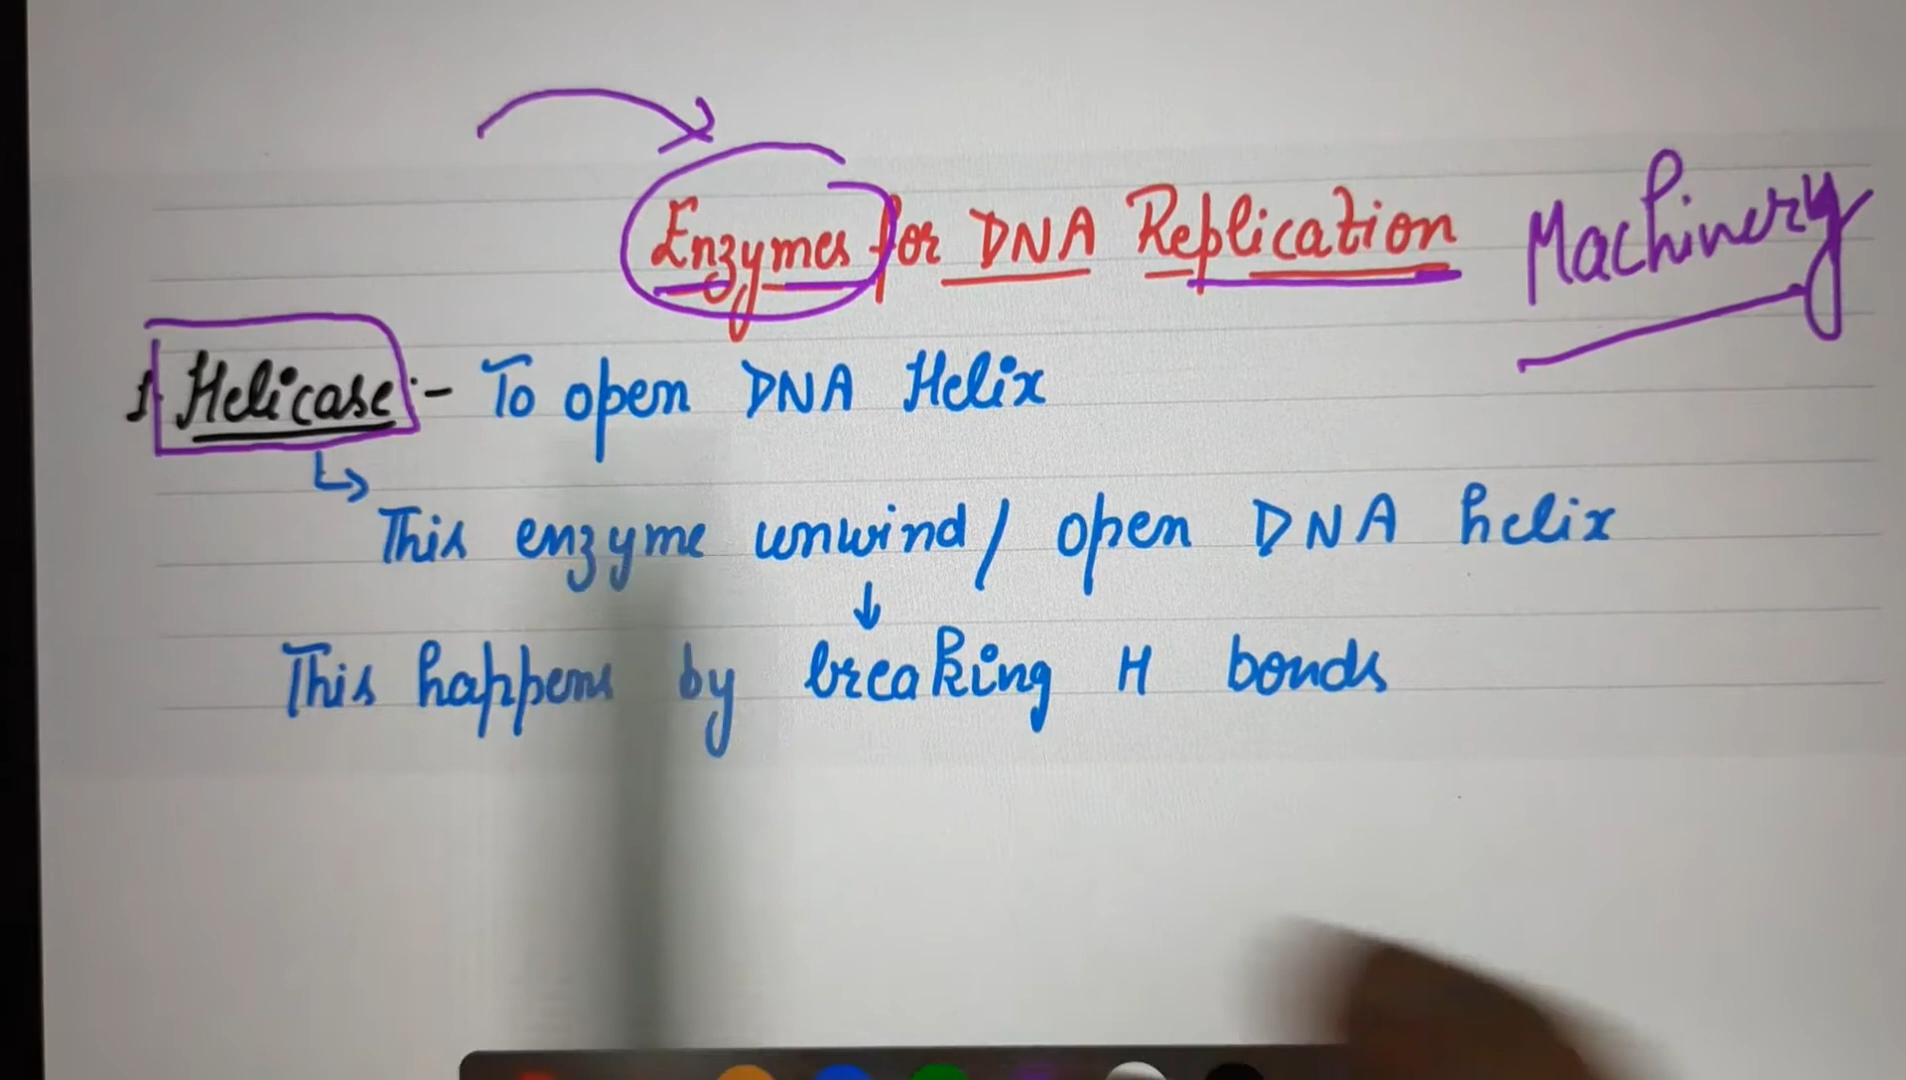 Enzymes for DNA Replication Machinery
1. Helicase :- To open DNA Helix
This enzyme unwind / open DNA helix
This happens by breaking H bonds